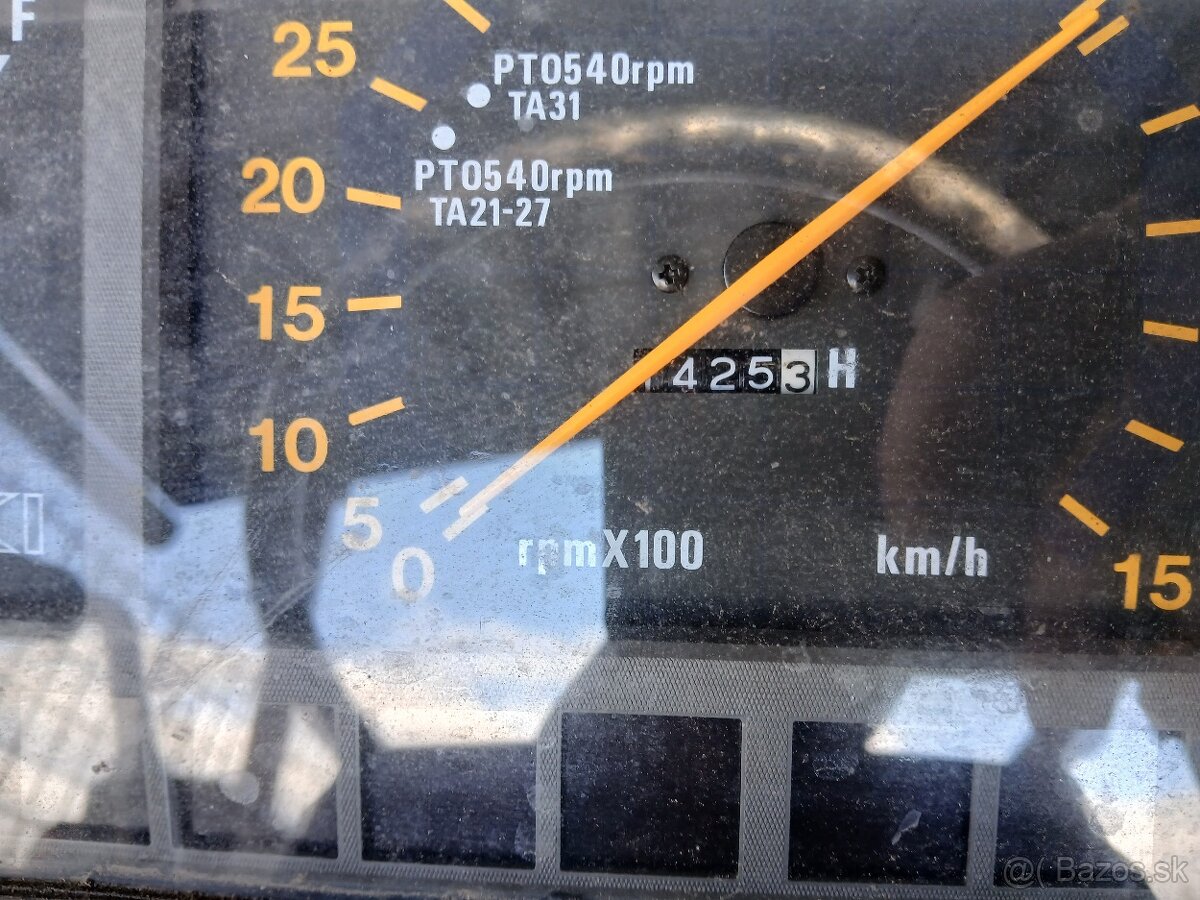 F
25
PTO540rpm
TA31
20
PTO540rpm
TA21-27
15
4253 H
10
5
0
rpmX100
km/h
15
@( Bazos.sk